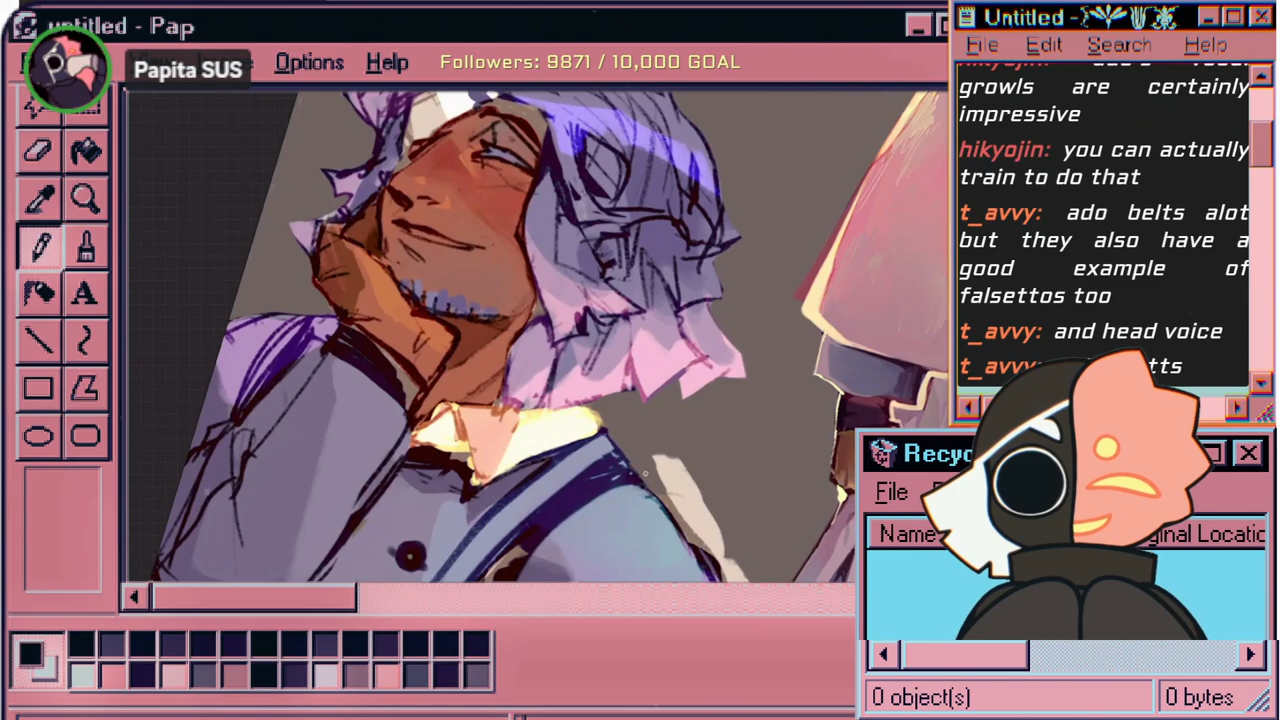 untitled - Pap
Untitled -
Papita SUS
Options Help
Followers: 9871 / 10,000 GOAL
File Edit Search Help
growls are certainly
impressive
hikyojin: you can actually
train to do that
t_avvy: ado belts alot
but they also have a
good example of
falsettos too
t_avvy: and head voice
t_avvy:
A
File
Name
0 object(s)
0 bytes